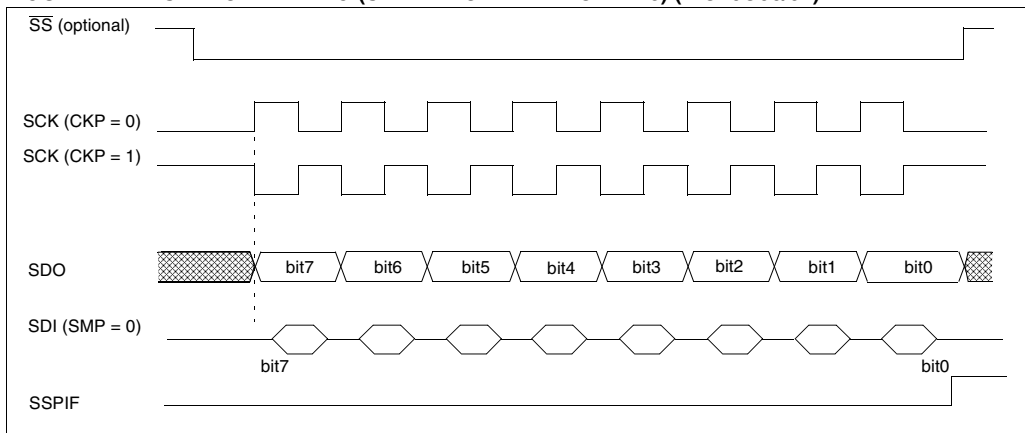 SS (optional)
SCK (CKP = 0)
SCK (CKP = 1)
SDO
bit7 bit6 bit5 bit4 bit3 bit2 bit1 bit0
SDI (SMP = 0)
bit7 bit0
SSPIF